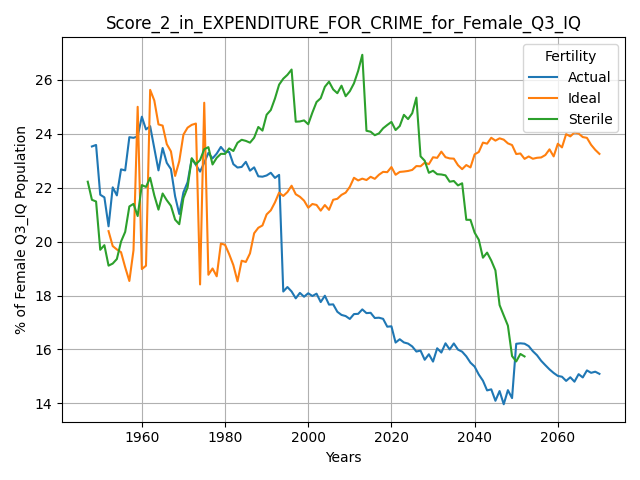 Score_2_in_EXPENDITURE_FOR_CRIME_for_Female_Q3_IQ
Fertility
Actual
Ideal
Sterile
% of Female Q3_IQ Population
26
24
22
20
18
16
14
1960
1980
2000
2020
2040
2060
Years